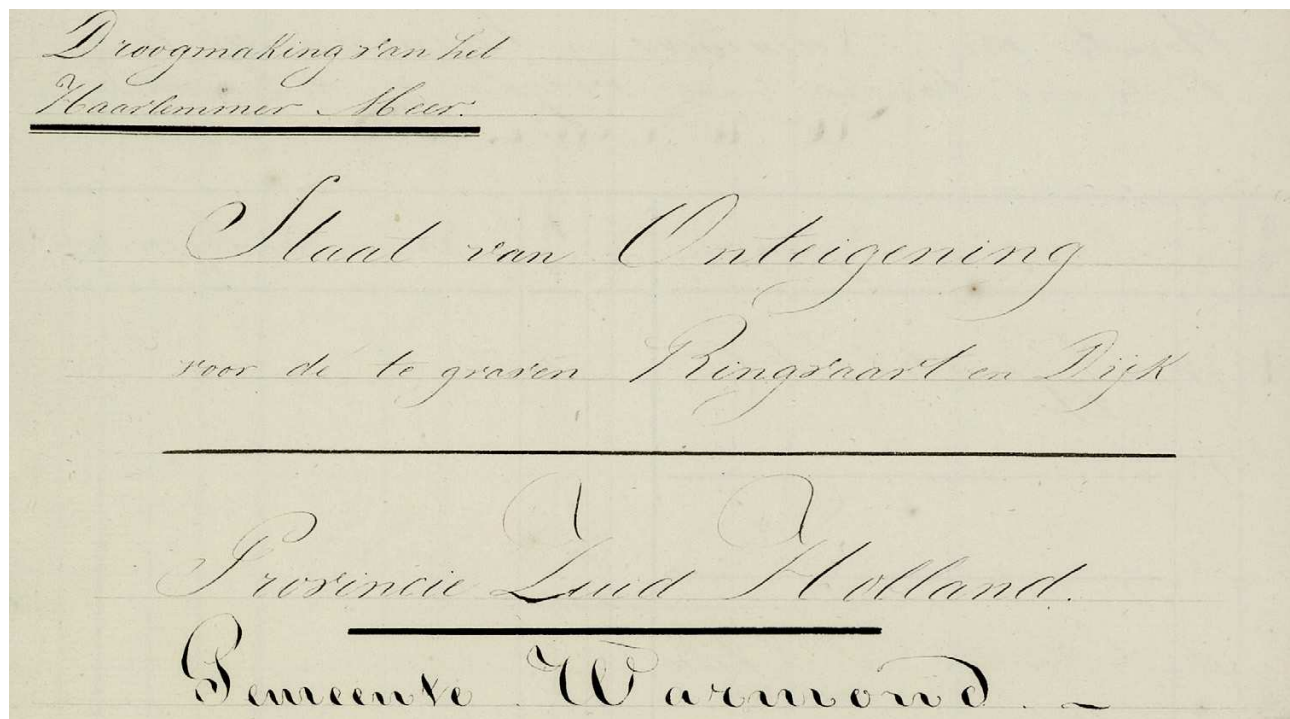 Droogmaking van het
Haarlemmer Meer.
Staat van Onteigening
voor de te graven Ringvaart en Dijk
Provincie Zuid Holland.
Gemeente Warmond. -